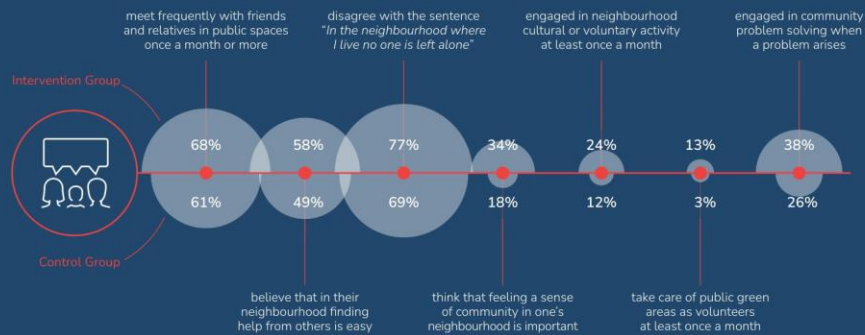 meet frequently with friends
and relatives in public spaces
once a month or more
disagree with the sentence
"In the neighbourhood where
I live no one is left alone"
engaged in neighbourhood
cultural or voluntary activity
at least once a month
engaged in community
problem solving when
a problem arises
Intervention Group
68%
58%
77%
34%
24%
13%
38%
61%
49%
69%
18%
12%
3%
26%
Control Group
believe that in their
neighbourhood finding
help from others is easy
think that feeling a sense
of community in one's
neighbourhood is important
take care of public green
areas as volunteers
at least once a month